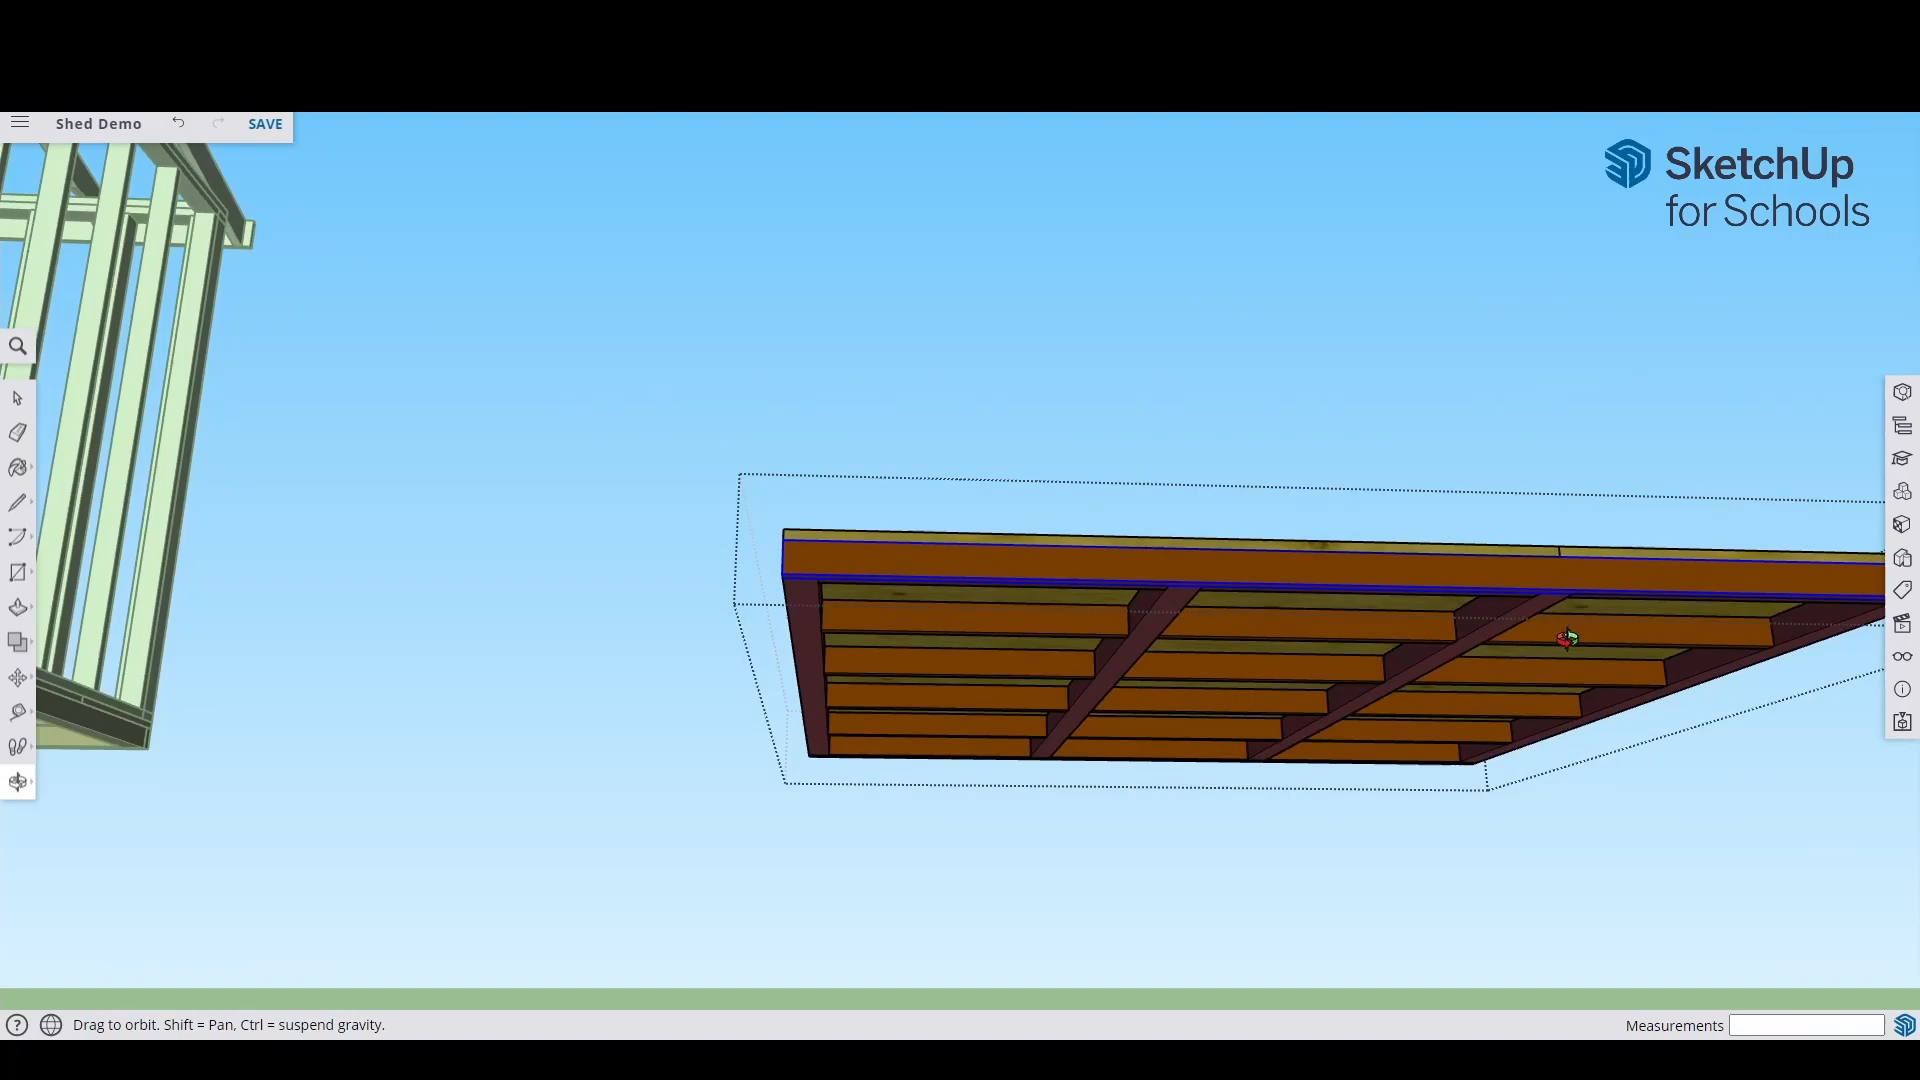 Shed Demo
SAVE
SketchUp
for Schools
Drag to orbit. Shift = Pan, Ctrl = suspend gravity.
Measurements